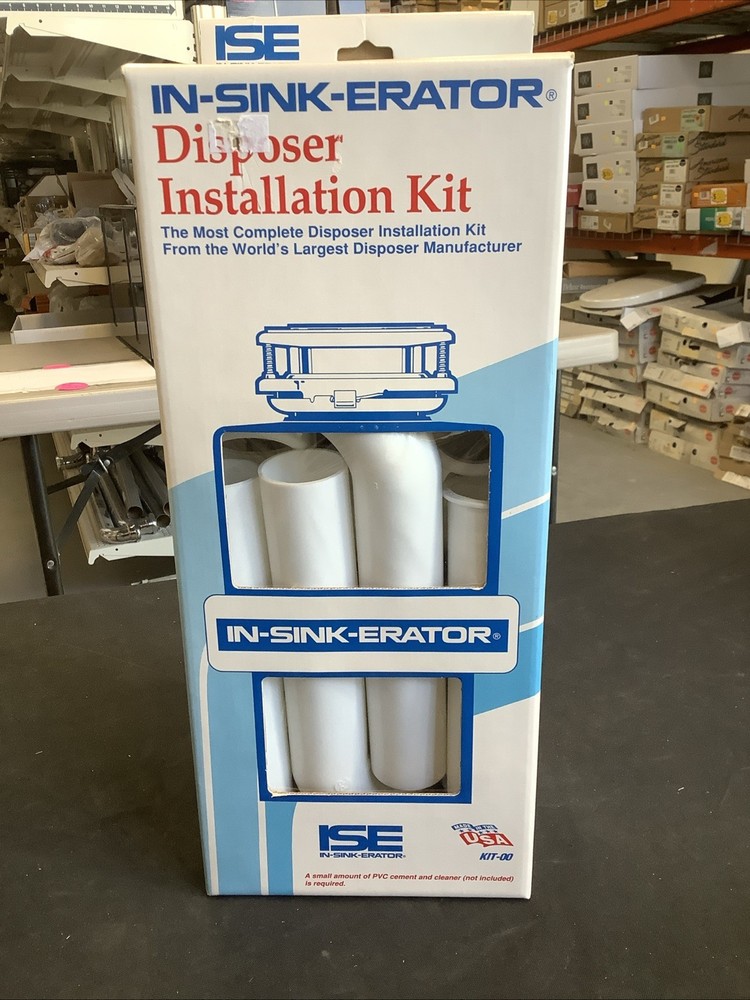 ISE
IN-SINK-ERATOR®
Disposer
Installation Kit
The Most Complete Disposer Installation Kit
From the World's Largest Disposer Manufacturer
IN-SINK-ERATOR®
ISE
IN-SINK-ERATOR®
MADE IN THE
USA
KIT-00
A small amount of PVC cement and cleaner (not included)
is required.